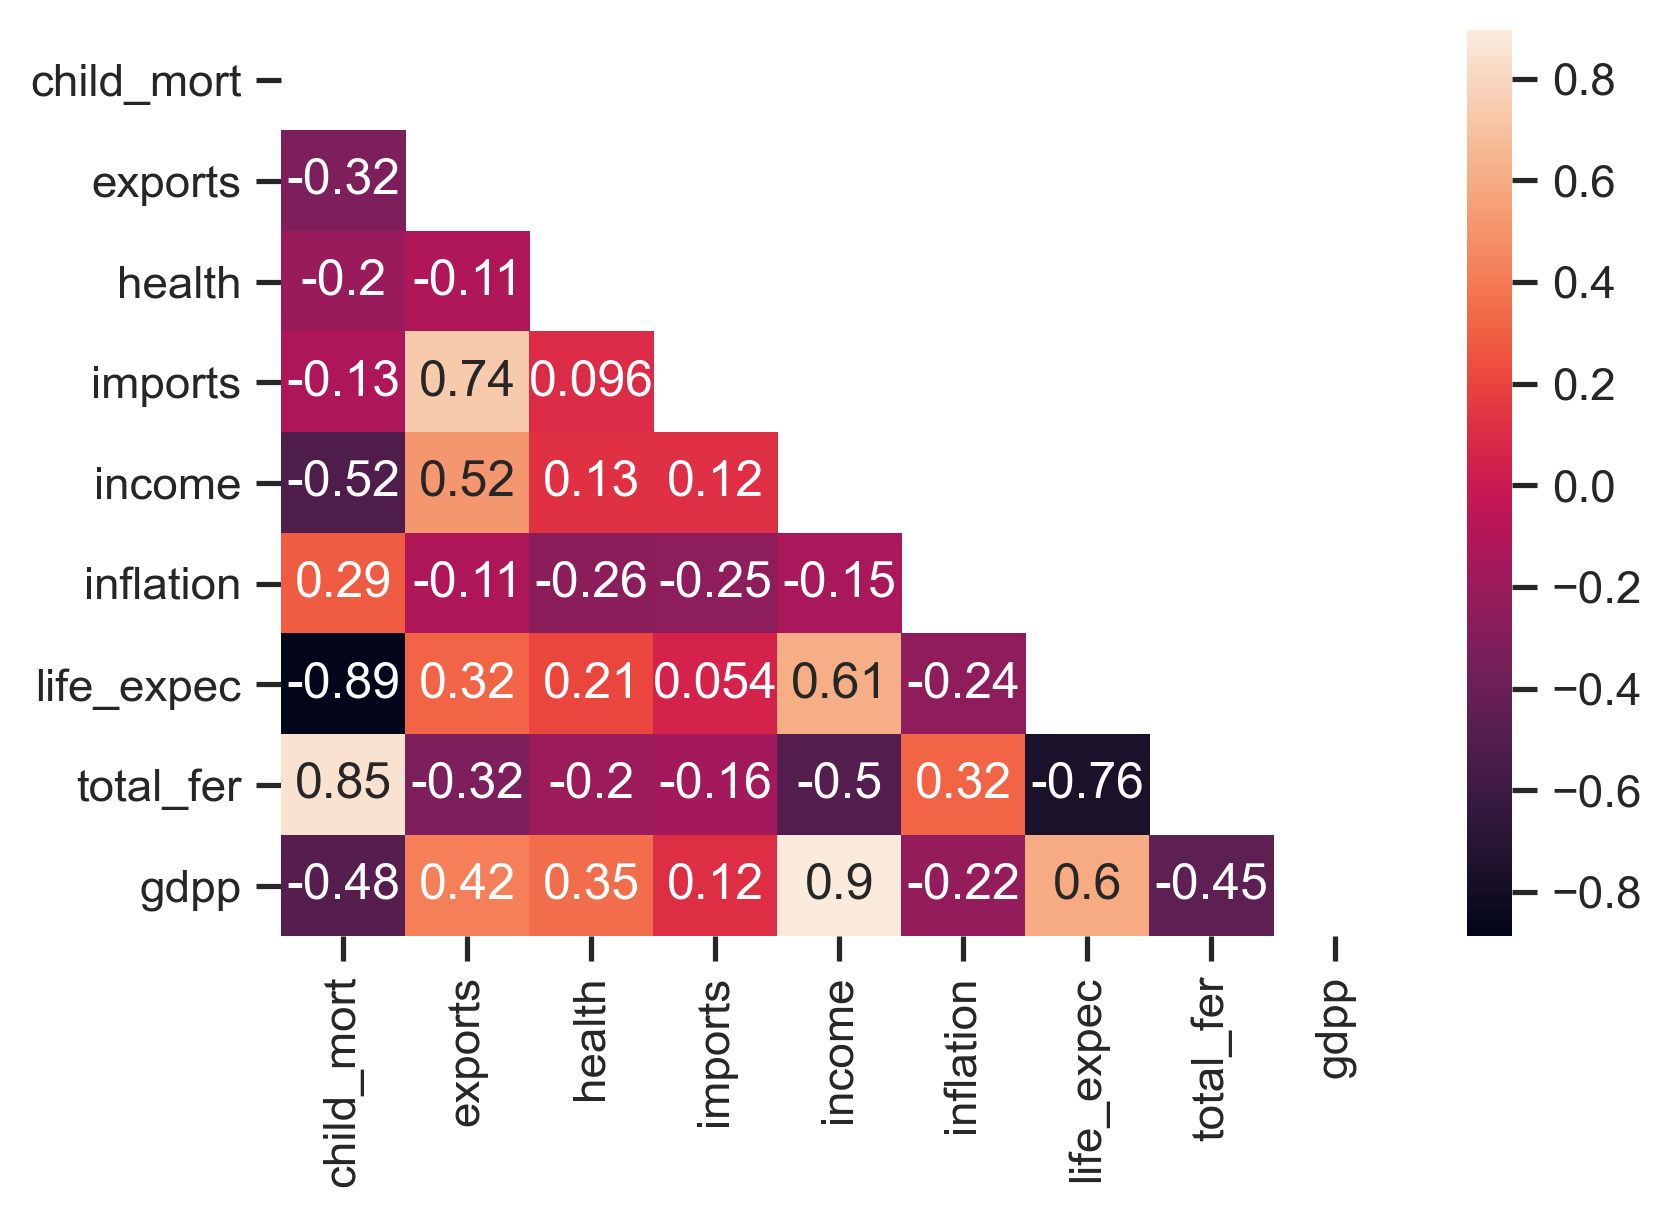 child_mort
exports -0.32
health -0.2 -0.11
imports -0.13 0.74 0.096
income -0.52 0.52 0.13 0.12
inflation 0.29 -0.11 -0.26 -0.25 -0.15
life_expec -0.89 0.32 0.21 0.054 0.61 -0.24
total_fer 0.85 -0.32 -0.2 -0.16 -0.5 0.32 -0.76
gdpp -0.48 0.42 0.35 0.12 0.9 -0.22 0.6 -0.45
child_mort exports health imports income inflation life_expec total_fer gdpp
0.8
0.6
0.4
0.2
0.0
−0.2
−0.4
−0.6
−0.8